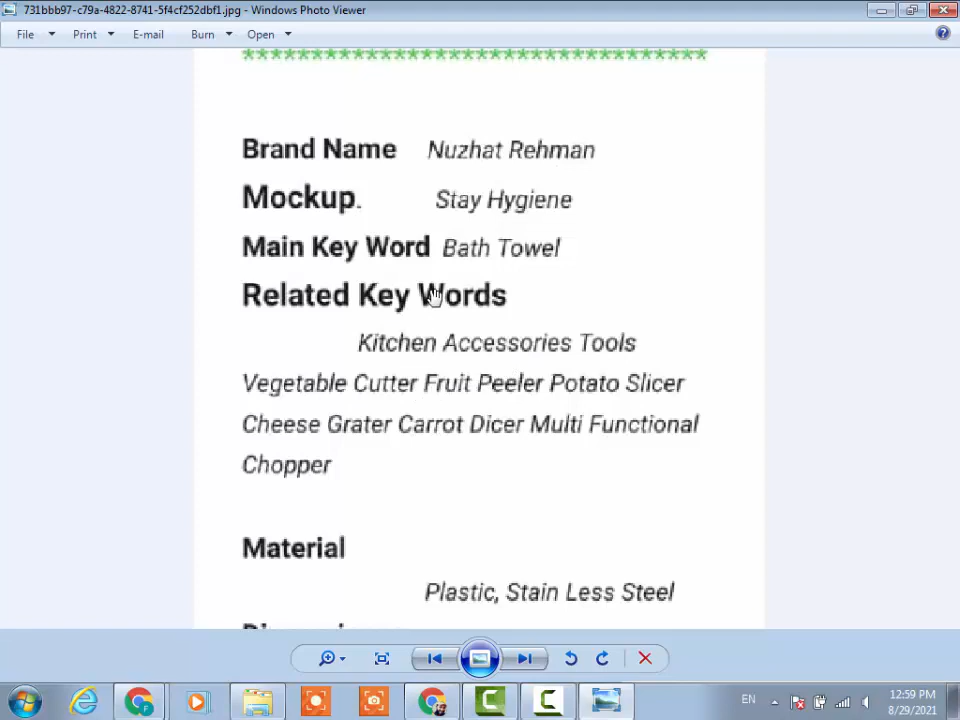 731bbb97-c79a-4822-8741-5f4cf252dbf1.jpg - Windows Photo Viewer
File Print E-mail Burn Open
*********************************
Brand Name Nuzhat Rehman
Mockup. Stay Hygiene
Main Key Word Bath Towel
Related Key Words
Kitchen Accessories Tools
Vegetable Cutter Fruit Peeler Potato Slicer
Cheese Grater Carrot Dicer Multi Functional
Chopper
Material
Plastic, Stain Less Steel
EN
12:59 PM
8/29/2021